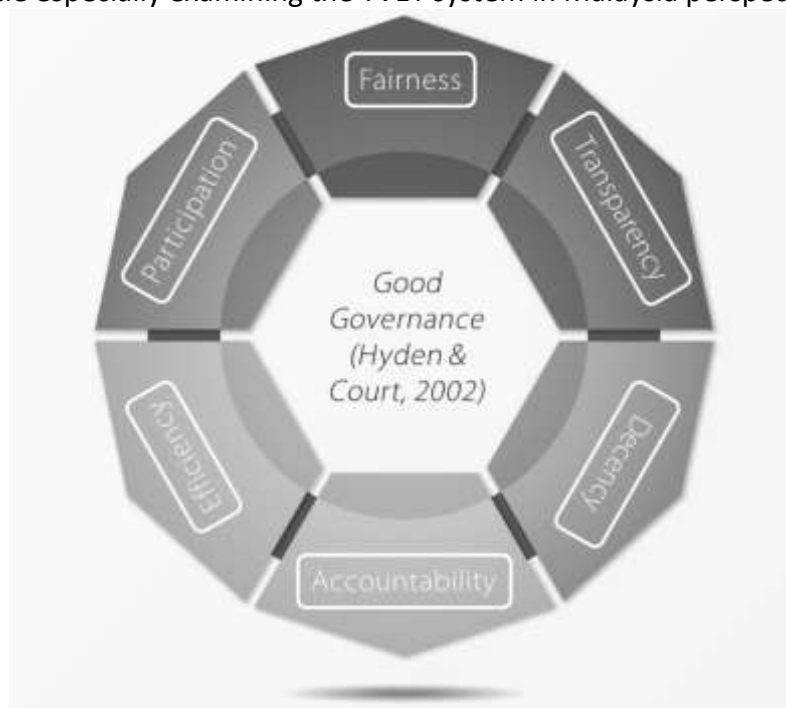 Fairness
Transparency
Participation
Good
Governance
(Hyden &
Court, 2002)
Efficiency
Decency
Accountability